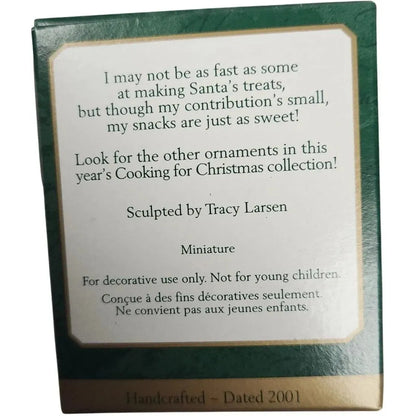 I may not be as fast as some
at making Santa's treats,
but though my contribution's small,
my snacks are just as sweet!
Look for the other ornaments in this
year's Cooking for Christmas collection!
Sculpted by Tracy Larsen
Miniature
For decorative use only. Not for young children.
Conçue à des fins décoratives seulement.
Ne convient pas aux jeunes enfants.
Handcrafted ~ Dated 2001